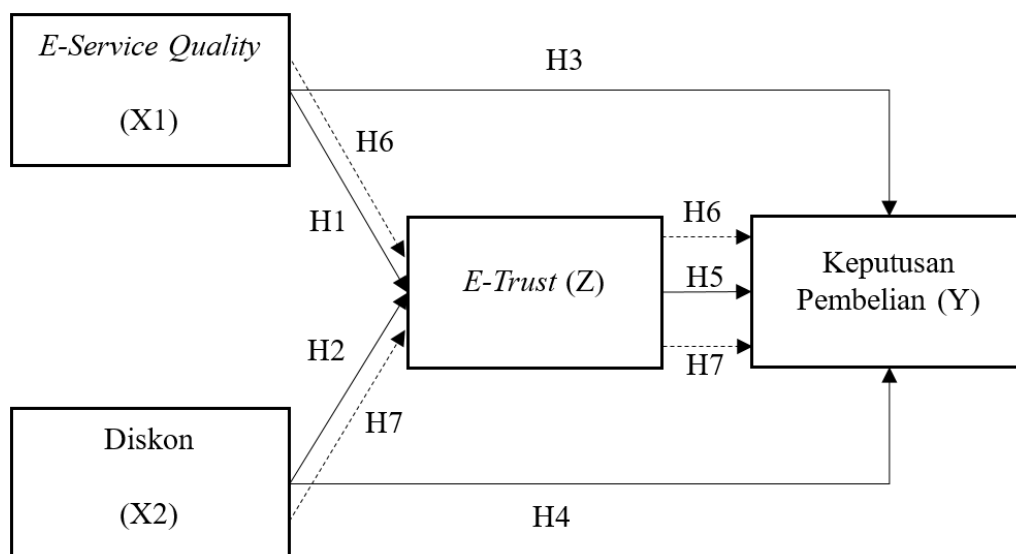 E-Service Quality
(X1)
H3
H6
H1
H6
E-Trust (Z)
H5
Keputusan
Pembelian (Y)
H2
H7
H7
Diskon
(X2)
H4